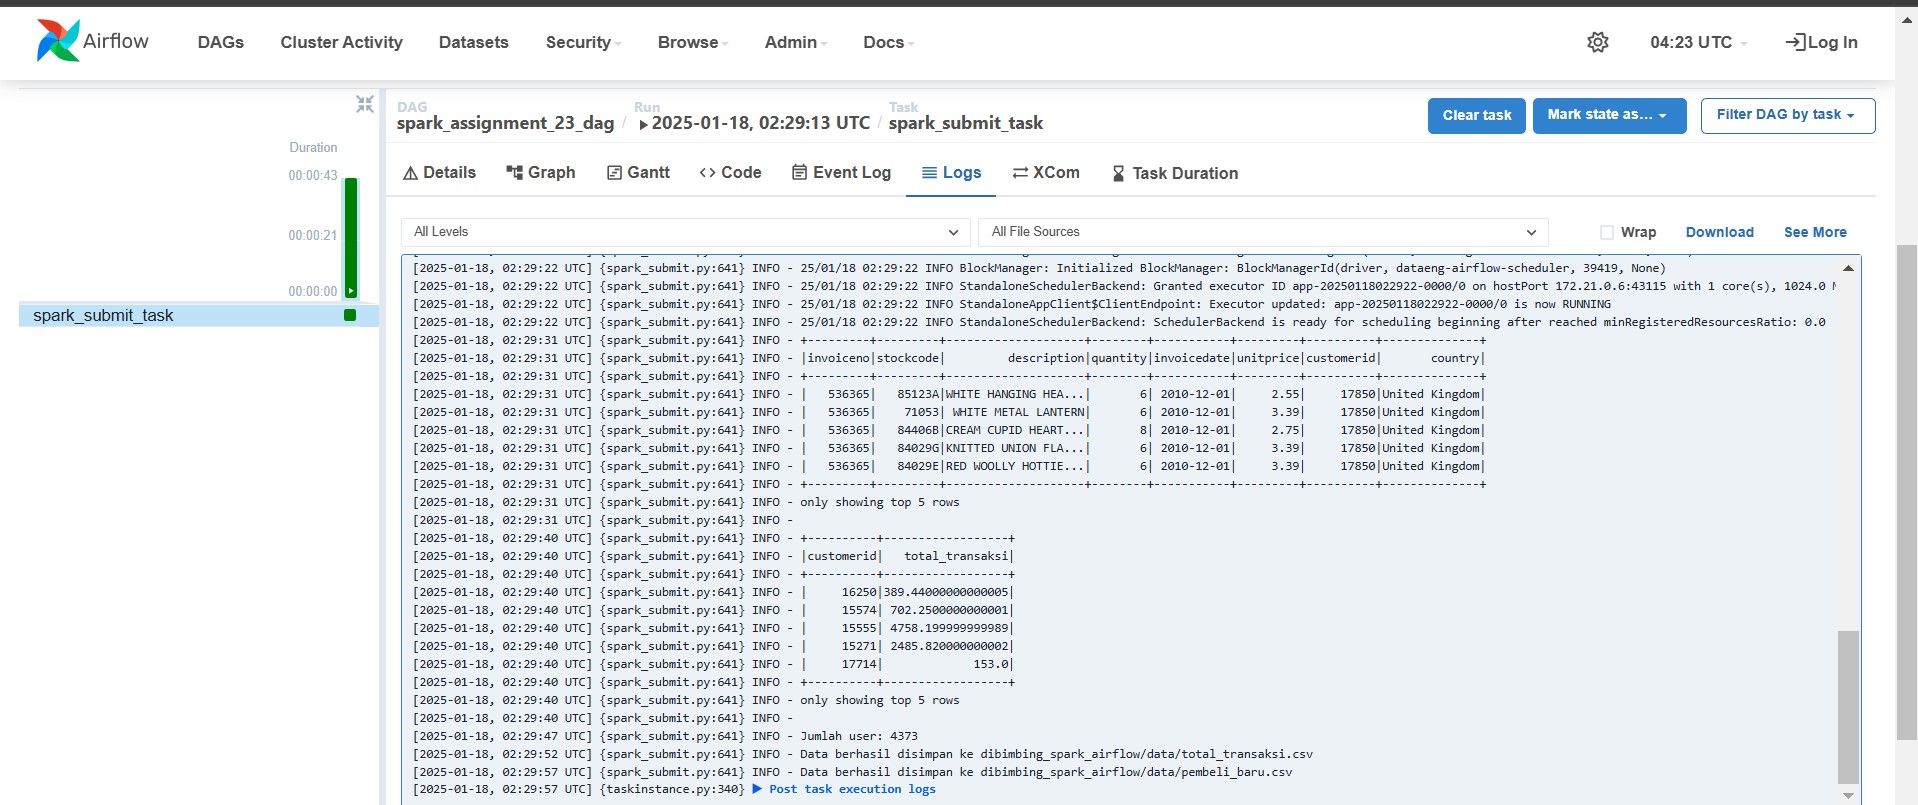 Airflow DAGs Cluster Activity Datasets Security Browse Admin Docs 04:23 UTC Log In
DAG Run Task
spark_assignment_23_dag / 2025-01-18, 02:29:13 UTC / spark_submit_task
Clear task Mark state as... Filter DAG by task
Duration
00:00:43
00:00:21
00:00:00
spark_submit_task
Details Graph Gantt <> Code Event Log Logs XCom Task Duration
All Levels All File Sources Wrap Download See More
[2025-01-18, 02:29:22 UTC] {spark_submit.py:641} INFO - 25/01/18 02:29:22 INFO BlockManager: Initialized BlockManager: BlockManagerId(driver, dataeng-airflow-scheduler, 39419, None)
[2025-01-18, 02:29:22 UTC] {spark_submit.py:641} INFO - 25/01/18 02:29:22 INFO StandaloneSchedulerBackend: Granted executor ID app-20250118022922-0000/0 on hostPort 172.21.0.6:43115 with 1 core(s), 1024.0
[2025-01-18, 02:29:22 UTC] {spark_submit.py:641} INFO - 25/01/18 02:29:22 INFO StandaloneAppClient$ClientEndpoint: Executor updated: app-20250118022922-0000/0 is now RUNNING
[2025-01-18, 02:29:22 UTC] {spark_submit.py:641} INFO - 25/01/18 02:29:22 INFO StandaloneSchedulerBackend: SchedulerBackend is ready for scheduling beginning after reached minRegisteredResourcesRatio: 0.0
[2025-01-18, 02:29:31 UTC] {spark_submit.py:641} INFO - +---------+---------+--------------------+--------+-----------+---------+----------+--------------+
[2025-01-18, 02:29:31 UTC] {spark_submit.py:641} INFO - |invoiceno|stockcode|         description|quantity|invoicedate|unitprice|customerid|       country|
[2025-01-18, 02:29:31 UTC] {spark_submit.py:641} INFO - +---------+---------+--------------------+--------+-----------+---------+----------+--------------+
[2025-01-18, 02:29:31 UTC] {spark_submit.py:641} INFO - |   536365|   85123A|WHITE HANGING HEA...|       6| 2010-12-01|     2.55|     17850|United Kingdom|
[2025-01-18, 02:29:31 UTC] {spark_submit.py:641} INFO - |   536365|    71053| WHITE METAL LANTERN|       6| 2010-12-01|     3.39|     17850|United Kingdom|
[2025-01-18, 02:29:31 UTC] {spark_submit.py:641} INFO - |   536365|   84406B|CREAM CUPID HEART...|       8| 2010-12-01|     2.75|     17850|United Kingdom|
[2025-01-18, 02:29:31 UTC] {spark_submit.py:641} INFO - |   536365|   84029G|KNITTED UNION FLA...|       6| 2010-12-01|     3.39|     17850|United Kingdom|
[2025-01-18, 02:29:31 UTC] {spark_submit.py:641} INFO - |   536365|   84029E|RED WOOLLY HOTTIE...|       6| 2010-12-01|     3.39|     17850|United Kingdom|
[2025-01-18, 02:29:31 UTC] {spark_submit.py:641} INFO - +---------+---------+--------------------+--------+-----------+---------+----------+--------------+
[2025-01-18, 02:29:31 UTC] {spark_submit.py:641} INFO - only showing top 5 rows
[2025-01-18, 02:29:31 UTC] {spark_submit.py:641} INFO -
[2025-01-18, 02:29:40 UTC] {spark_submit.py:641} INFO - +----------+------------------+
[2025-01-18, 02:29:40 UTC] {spark_submit.py:641} INFO - |customerid|   total_transaksi|
[2025-01-18, 02:29:40 UTC] {spark_submit.py:641} INFO - +----------+------------------+
[2025-01-18, 02:29:40 UTC] {spark_submit.py:641} INFO - |     16250|389.44000000000005|
[2025-01-18, 02:29:40 UTC] {spark_submit.py:641} INFO - |     15574| 702.2500000000001|
[2025-01-18, 02:29:40 UTC] {spark_submit.py:641} INFO - |     15555| 4758.199999999989|
[2025-01-18, 02:29:40 UTC] {spark_submit.py:641} INFO - |     15271| 2485.820000000002|
[2025-01-18, 02:29:40 UTC] {spark_submit.py:641} INFO - |     17714|             153.0|
[2025-01-18, 02:29:40 UTC] {spark_submit.py:641} INFO - +----------+------------------+
[2025-01-18, 02:29:40 UTC] {spark_submit.py:641} INFO - only showing top 5 rows
[2025-01-18, 02:29:40 UTC] {spark_submit.py:641} INFO -
[2025-01-18, 02:29:47 UTC] {spark_submit.py:641} INFO - Jumlah user: 4373
[2025-01-18, 02:29:52 UTC] {spark_submit.py:641} INFO - Data berhasil disimpan ke dibimbing_spark_airflow/data/total_transaksi.csv
[2025-01-18, 02:29:57 UTC] {spark_submit.py:641} INFO - Data berhasil disimpan ke dibimbing_spark_airflow/data/pembeli_baru.csv
[2025-01-18, 02:29:57 UTC] {taskinstance.py:340} ▶ Post task execution logs